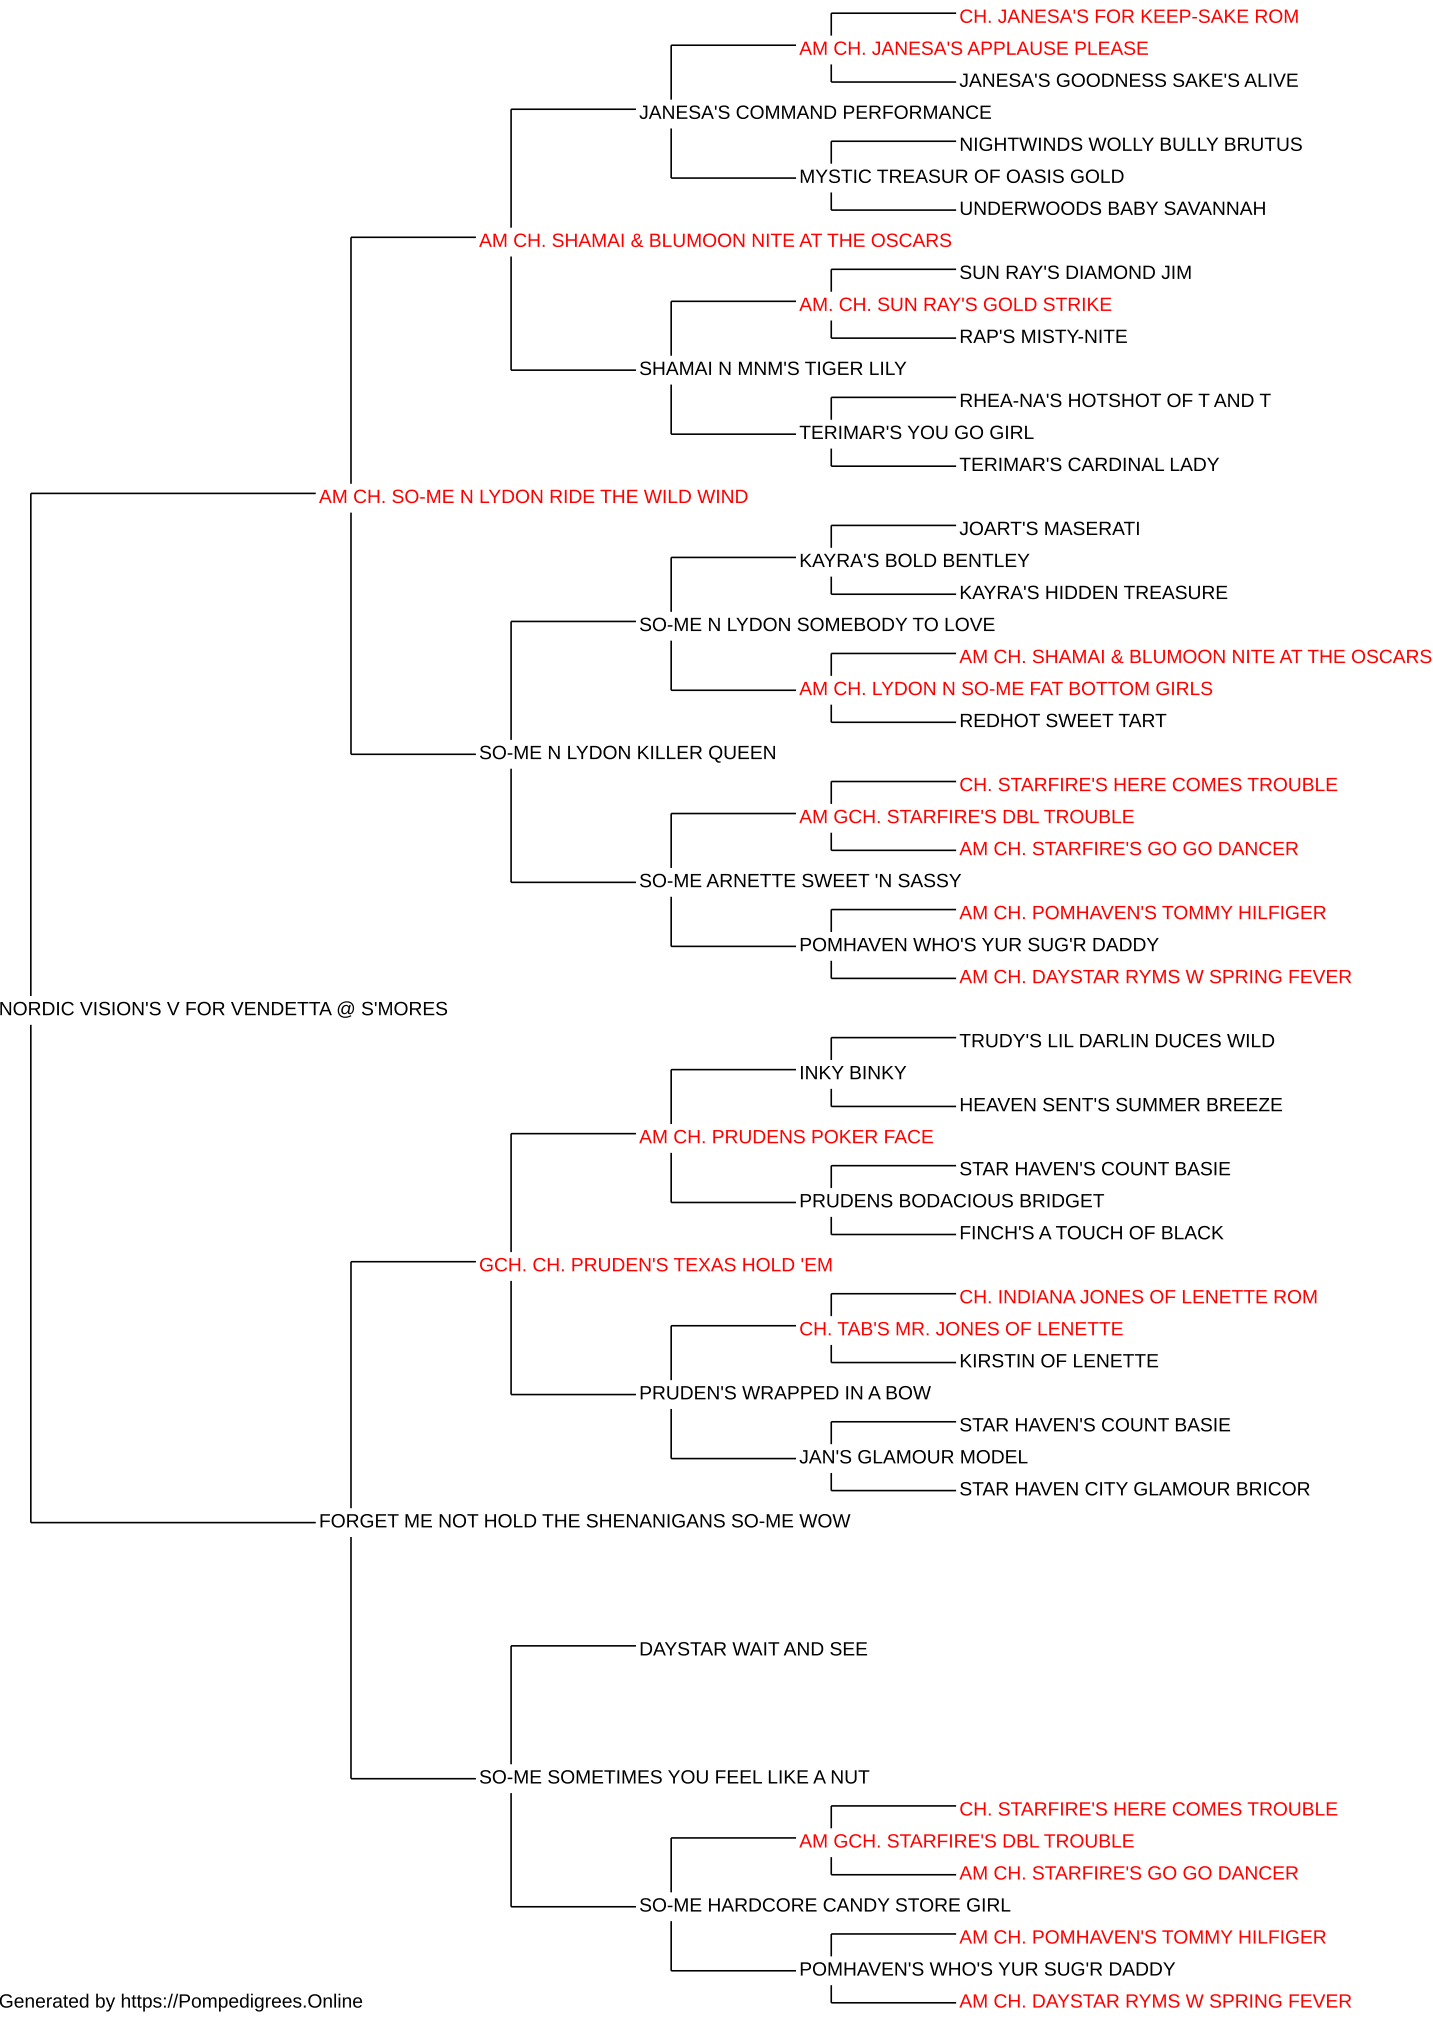 CH. JANESA'S FOR KEEP-SAKE ROM
AM CH. JANESA'S APPLAUSE PLEASE
JANESA'S GOODNESS SAKE'S ALIVE
JANESA'S COMMAND PERFORMANCE
NIGHTWINDS WOLLY BULLY BRUTUS
MYSTIC TREASUR OF OASIS GOLD
UNDERWOODS BABY SAVANNAH
AM CH. SHAMAI & BLUMOON NITE AT THE OSCARS
SUN RAY'S DIAMOND JIM
AM. CH. SUN RAY'S GOLD STRIKE
RAP'S MISTY-NITE
SHAMAI N MNM'S TIGER LILY
RHEA-NA'S HOTSHOT OF T AND T
TERIMAR'S YOU GO GIRL
TERIMAR'S CARDINAL LADY
AM CH. SO-ME N LYDON RIDE THE WILD WIND
JOART'S MASERATI
KAYRA'S BOLD BENTLEY
KAYRA'S HIDDEN TREASURE
SO-ME N LYDON SOMEBODY TO LOVE
AM CH. SHAMAI & BLUMOON NITE AT THE OSCARS
AM CH. LYDON N SO-ME FAT BOTTOM GIRLS
REDHOT SWEET TART
SO-ME N LYDON KILLER QUEEN
CH. STARFIRE'S HERE COMES TROUBLE
AM GCH. STARFIRE'S DBL TROUBLE
AM CH. STARFIRE'S GO GO DANCER
SO-ME ARNETTE SWEET 'N SASSY
AM CH. POMHAVEN'S TOMMY HILFIGER
POMHAVEN WHO'S YUR SUG'R DADDY
AM CH. DAYSTAR RYMS W SPRING FEVER
NORDIC VISION'S V FOR VENDETTA @ S'MORES
TRUDY'S LIL DARLIN DUCES WILD
INKY BINKY
HEAVEN SENT'S SUMMER BREEZE
AM CH. PRUDENS POKER FACE
STAR HAVEN'S COUNT BASIE
PRUDENS BODACIOUS BRIDGET
FINCH'S A TOUCH OF BLACK
GCH. CH. PRUDEN'S TEXAS HOLD 'EM
CH. INDIANA JONES OF LENETTE ROM
CH. TAB'S MR. JONES OF LENETTE
KIRSTIN OF LENETTE
PRUDEN'S WRAPPED IN A BOW
STAR HAVEN'S COUNT BASIE
JAN'S GLAMOUR MODEL
STAR HAVEN CITY GLAMOUR BRICOR
FORGET ME NOT HOLD THE SHENANIGANS SO-ME WOW
DAYSTAR WAIT AND SEE
SO-ME SOMETIMES YOU FEEL LIKE A NUT
CH. STARFIRE'S HERE COMES TROUBLE
AM GCH. STARFIRE'S DBL TROUBLE
AM CH. STARFIRE'S GO GO DANCER
SO-ME HARDCORE CANDY STORE GIRL
AM CH. POMHAVEN'S TOMMY HILFIGER
POMHAVEN'S WHO'S YUR SUG'R DADDY
AM CH. DAYSTAR RYMS W SPRING FEVER
Generated by https://Pompedigrees.Online